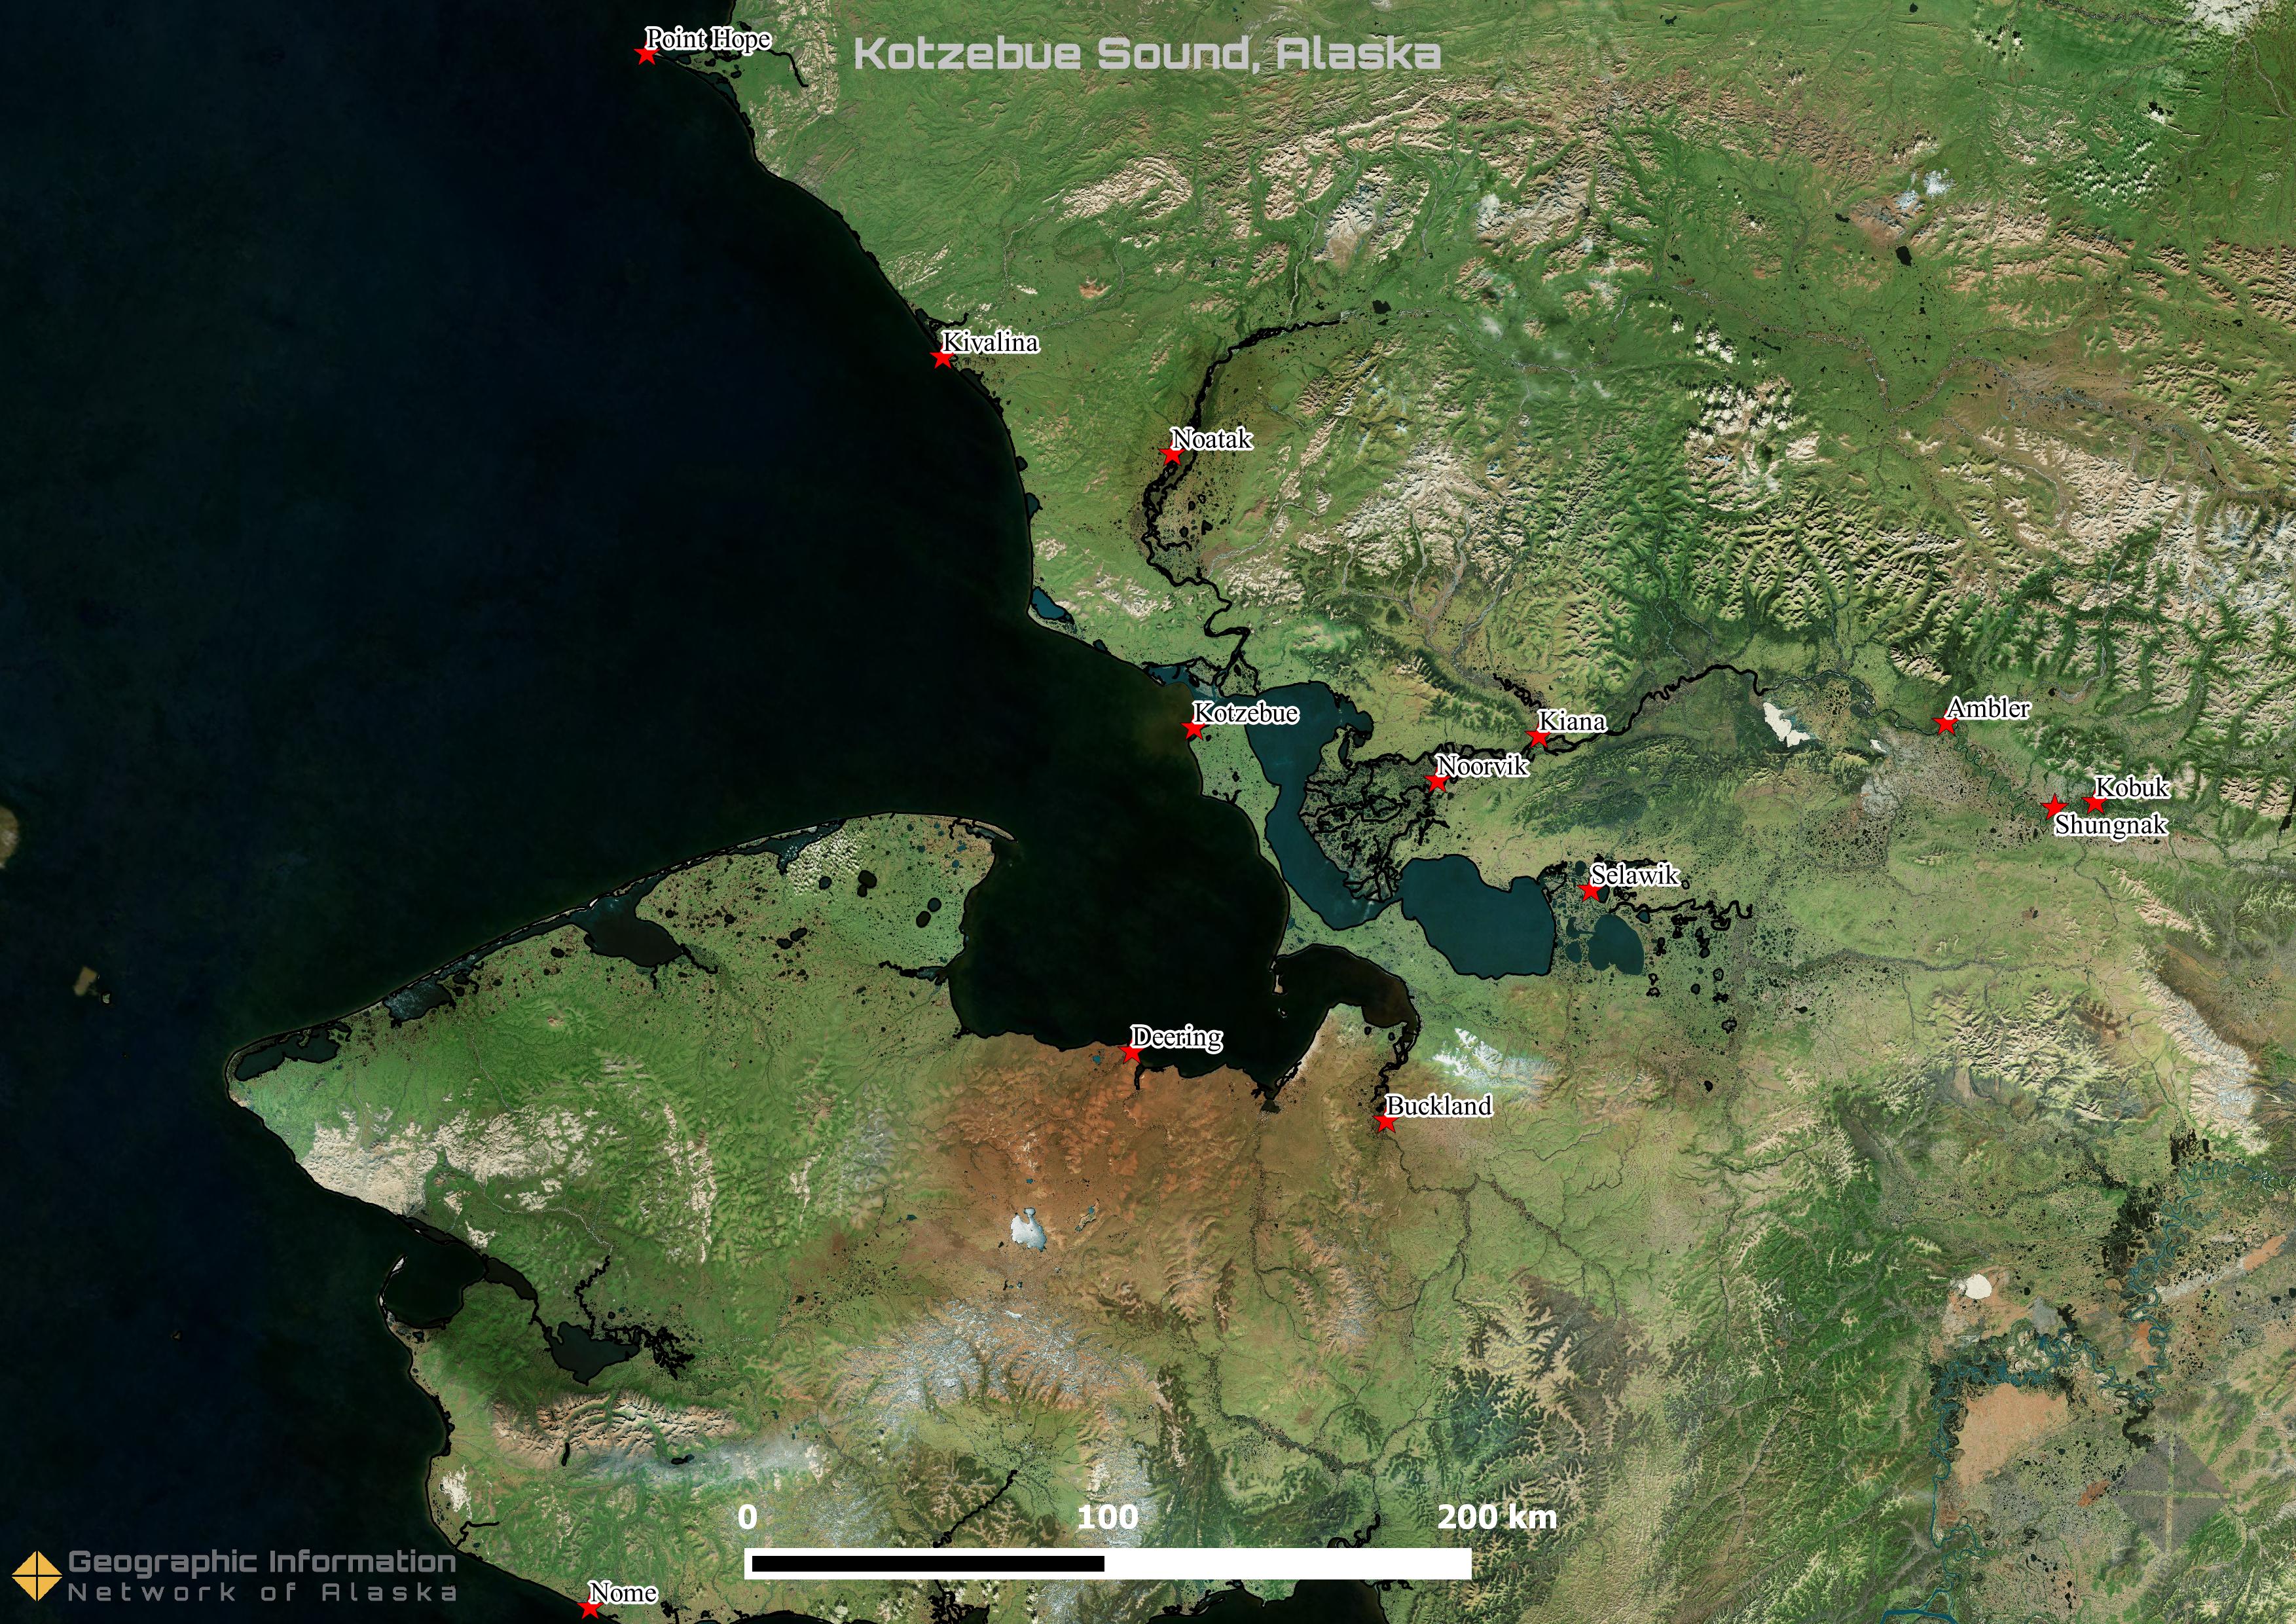 Point Hope
Kotzebue Sound, Alaska
Kivalina
Noatak
Kotzebue
Kiana
Ambler
Noorvik
Kobuk
Shungnak
Selawik
Deering
Buckland
0 100 200 km
Geographic Information
Network of Alaska
Nome